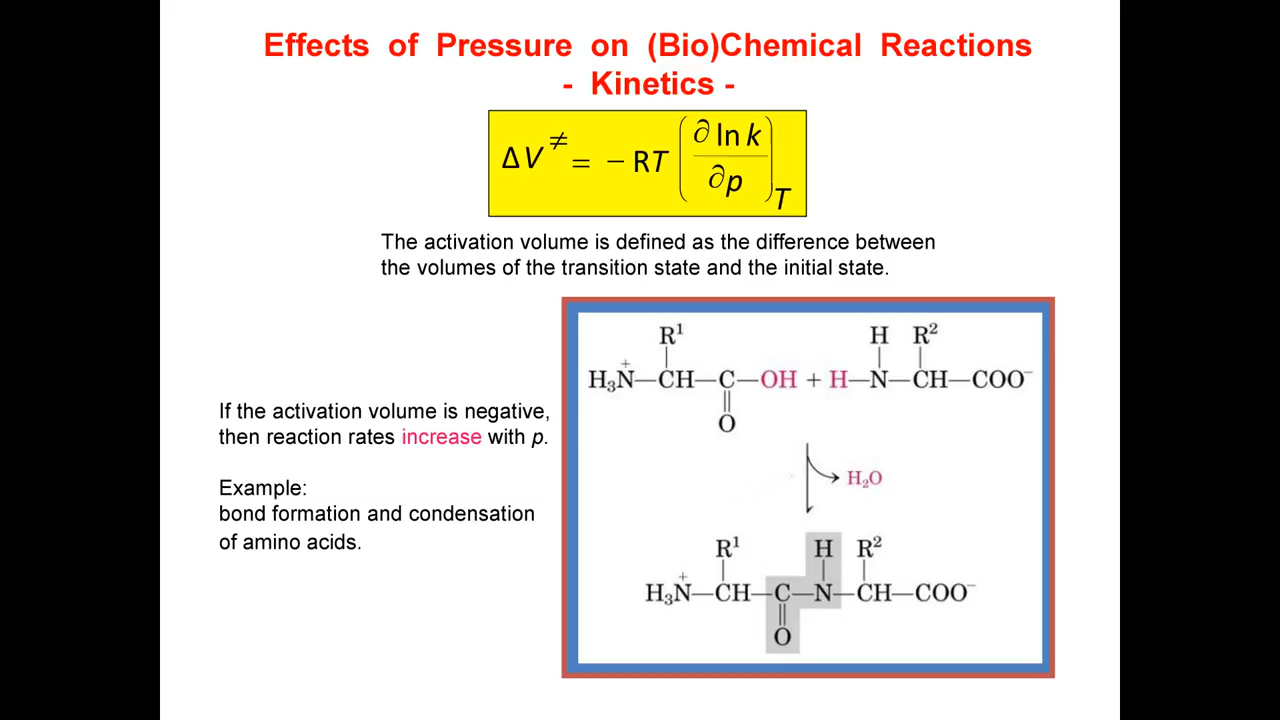 Effects of Pressure on (Bio)Chemical Reactions
- Kinetics -
ΔV≠ = − RT (∂ ln k / ∂p)T
The activation volume is defined as the difference between
the volumes of the transition state and the initial state.
If the activation volume is negative,
then reaction rates increase with p.
Example:
bond formation and condensation
of amino acids.
R¹ H R²
H₃N⁺—CH—C—OH + H—N—CH—COO⁻
O
H₂O
R¹ H R²
H₃N⁺—CH—C—N—CH—COO⁻
O